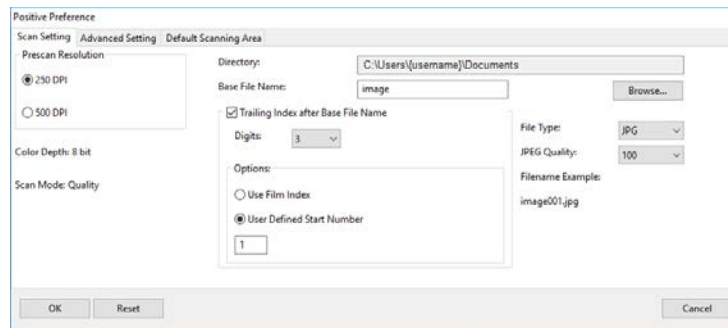 Positive Preference
Scan Setting
Advanced Setting
Default Scanning Area
Prescan Resolution
250 DPI
500 DPI
Color Depth: 8 bit
Scan Mode: Quality
Directory:
C:\Users\{username}\Documents
Base File Name:
image
Browse...
Trailing Index after Base File Name
Digits:
3
Options:
Use Film Index
User Defined Start Number
1
File Type:
JPG
JPEG Quality:
100
Filename Example:
image001.jpg
OK
Reset
Cancel